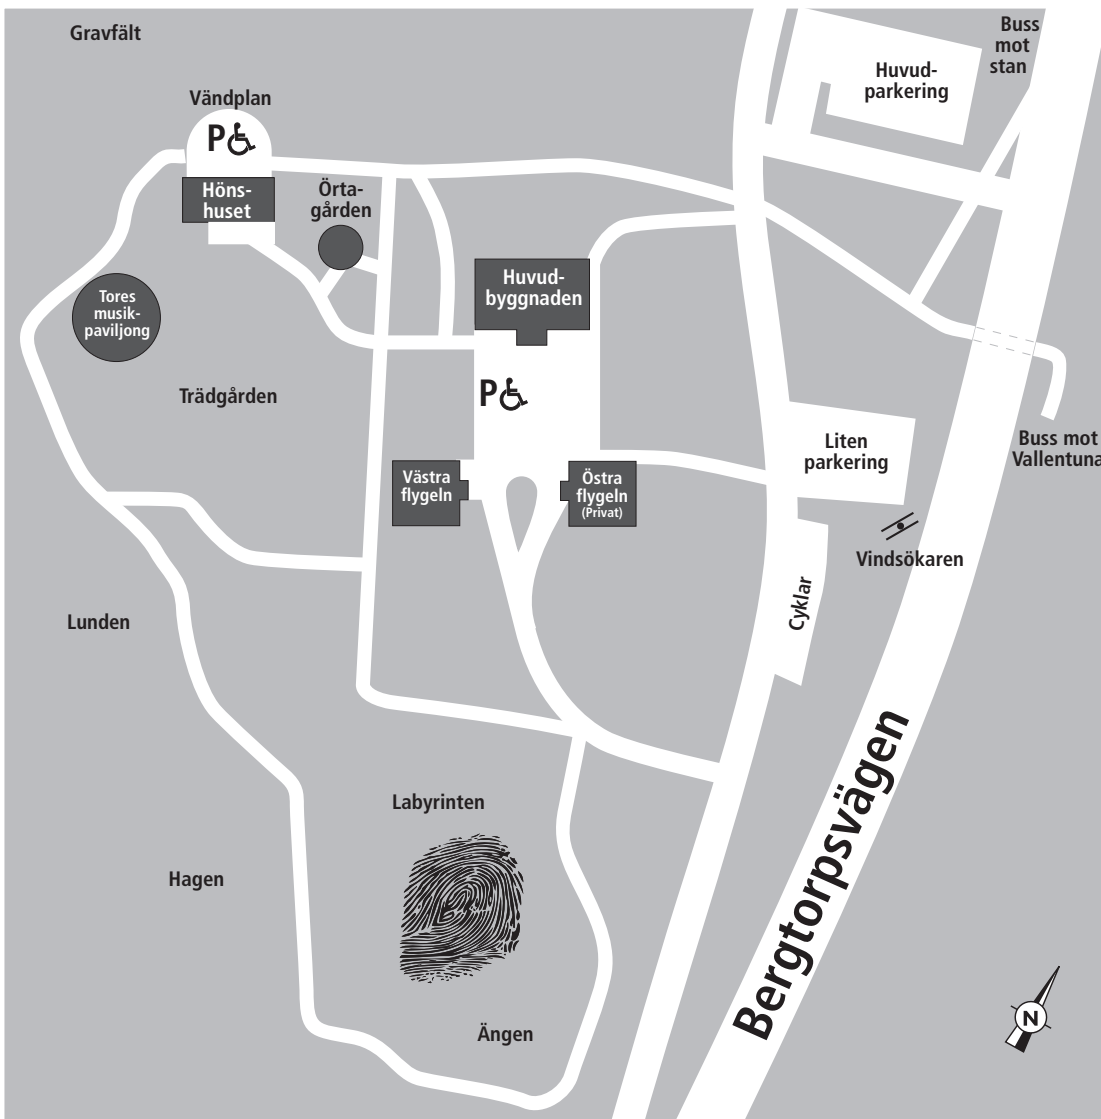 Gravfält
Buss
mot
stan
Huvud-
parkering
Vändplan
P
Höns-
huset
Örta-
gården
Huvud-
byggnaden
Tores
musik-
paviljong
P
Trädgården
Liten
parkering
Buss mot
Vallentuna
Västra
flygeln
Östra
flygeln
(Privat)
Vindsökaren
Cyklar
Lunden
Bergtorpsvägen
Labyrinten
Hagen
Ängen
N